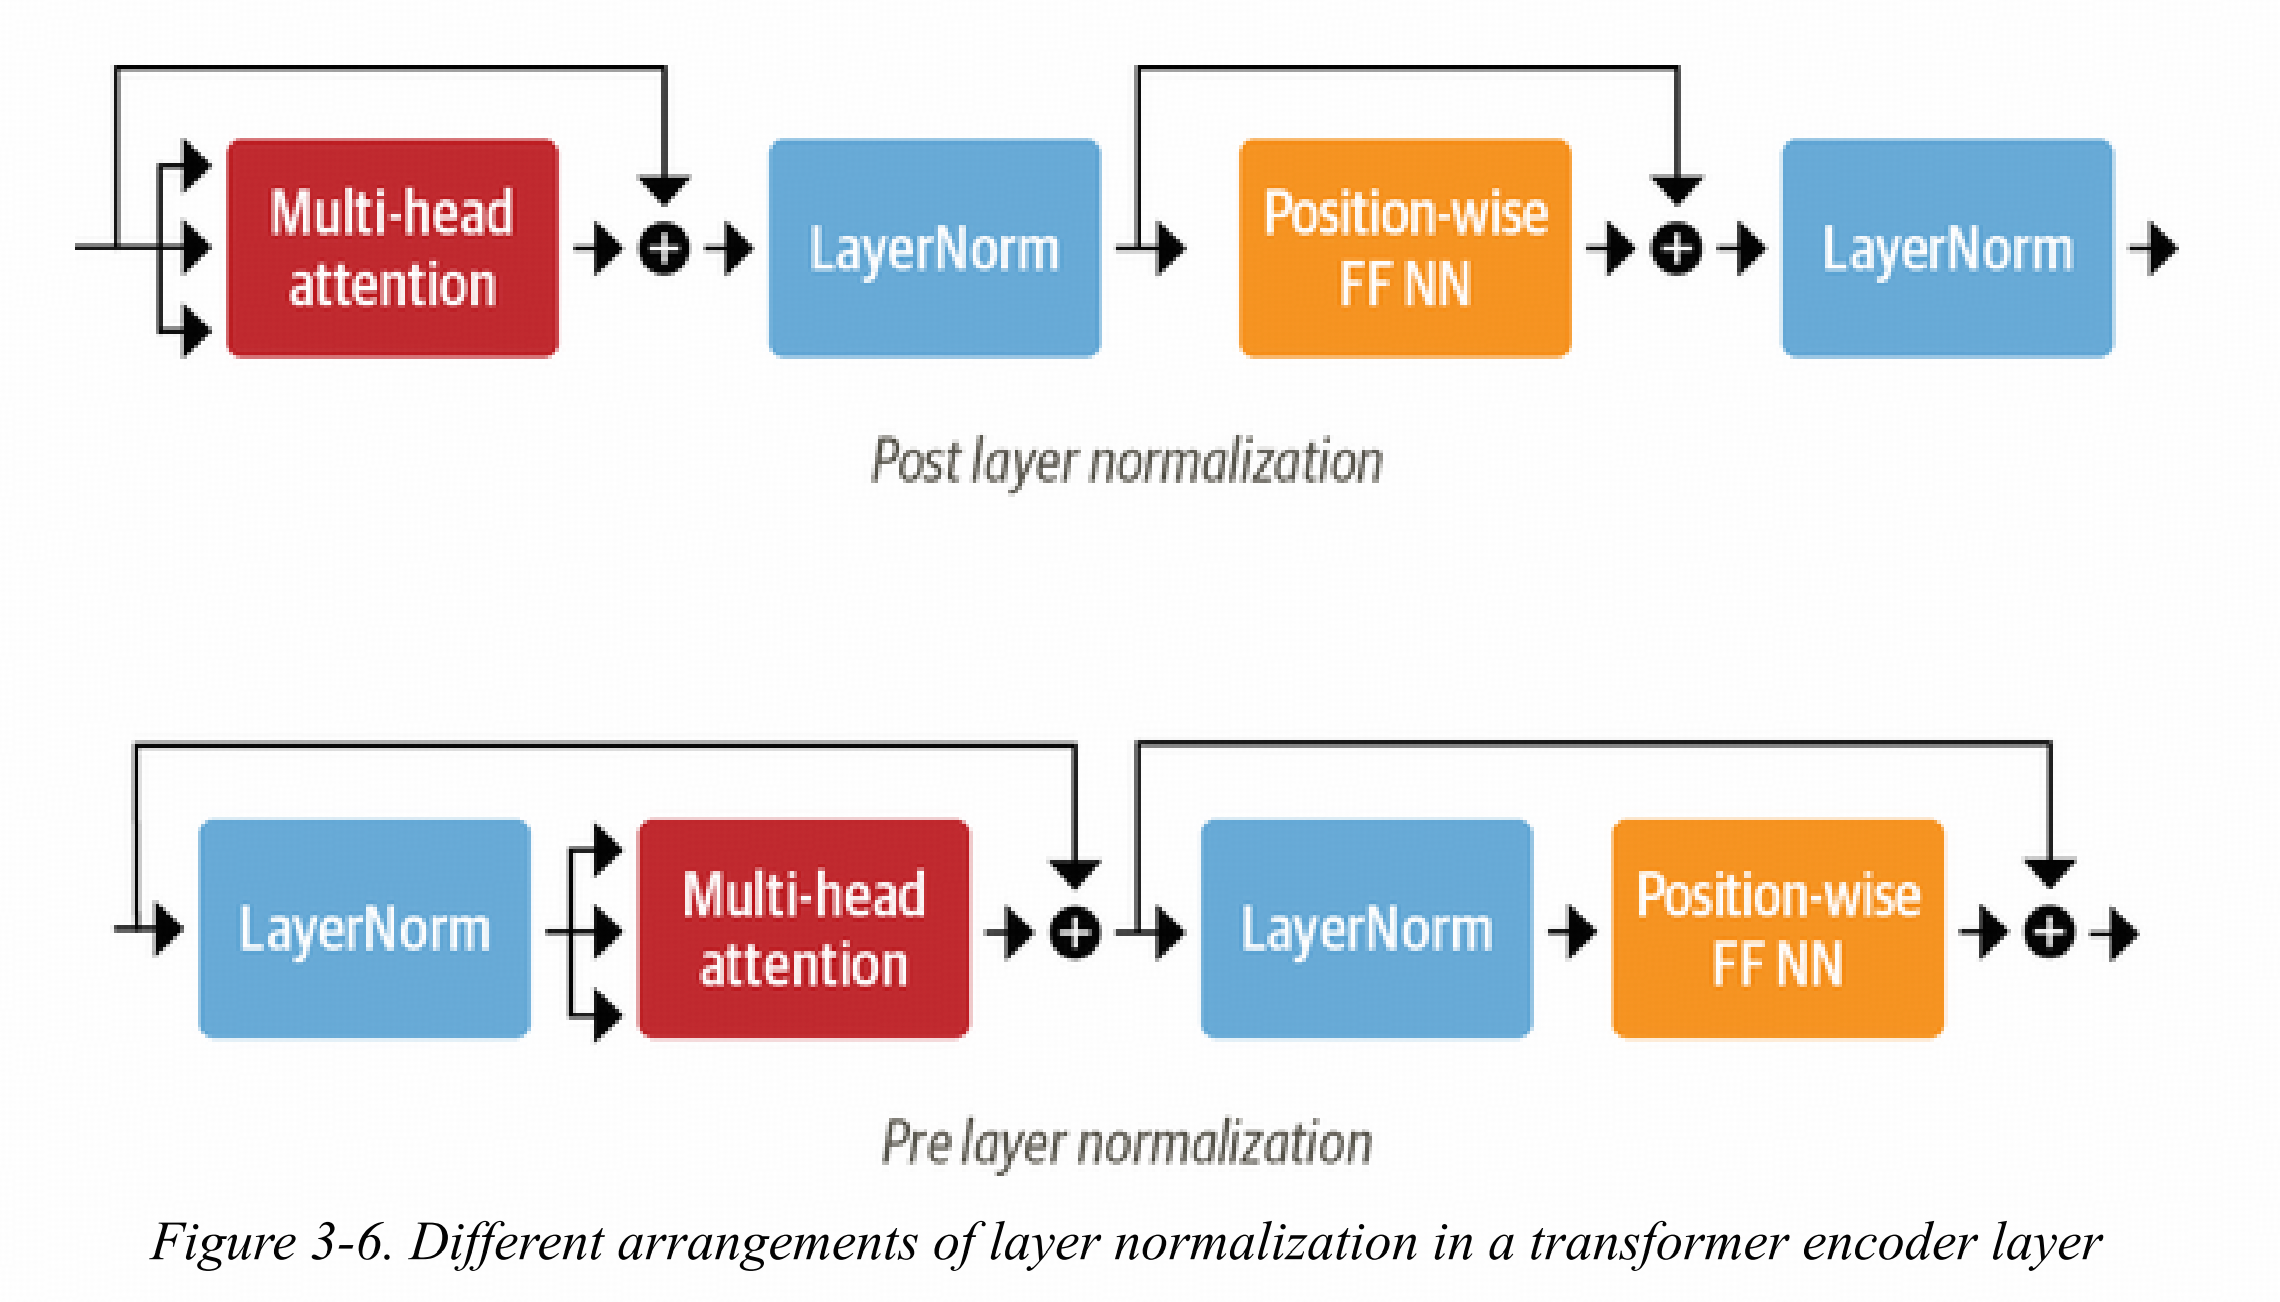 Multi-head
attention
LayerNorm
Position-wise
FF NN
LayerNorm
Post layer normalization
LayerNorm
Multi-head
attention
LayerNorm
Position-wise
FF NN
Pre layer normalization
Figure 3-6. Different arrangements of layer normalization in a transformer encoder layer